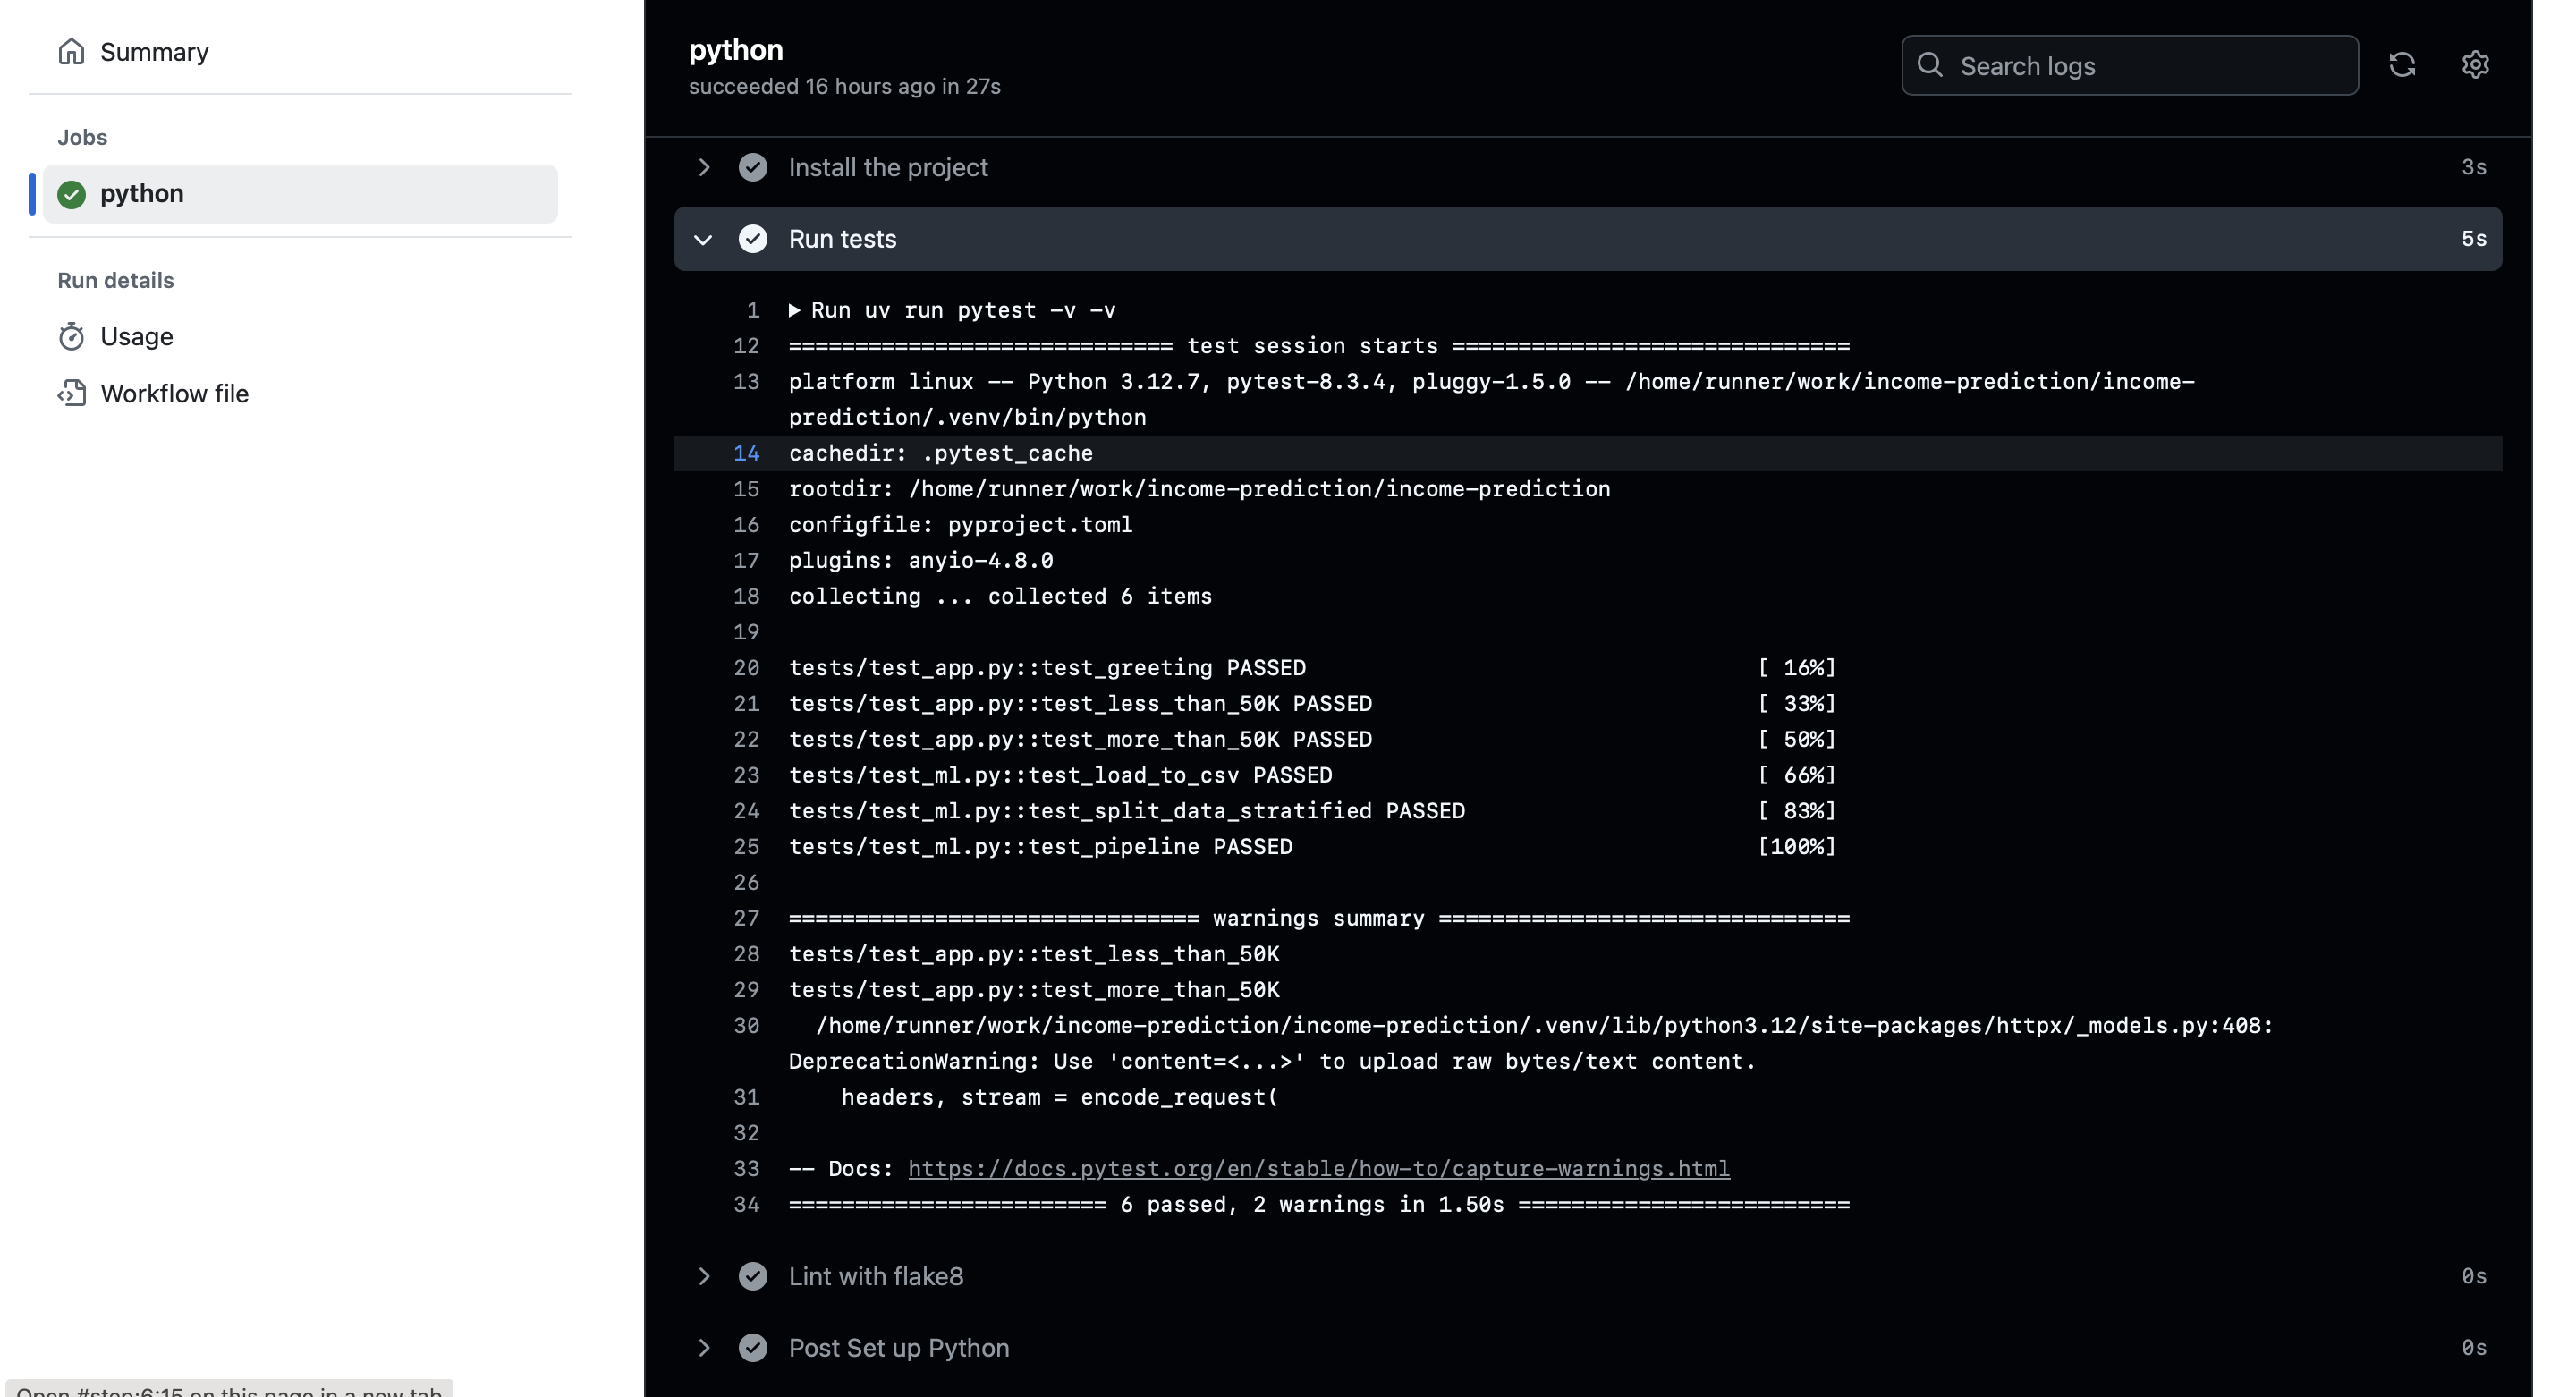 Summary
Jobs
python
Run details
Usage
Workflow file
python
succeeded 16 hours ago in 27s
Search logs
Install the project 3s
Run tests 5s
1 Run uv run pytest -v -v
12 ============================= test session starts ==============================
13 platform linux -- Python 3.12.7, pytest-8.3.4, pluggy-1.5.0 -- /home/runner/work/income-prediction/income-
prediction/.venv/bin/python
14 cachedir: .pytest_cache
15 rootdir: /home/runner/work/income-prediction/income-prediction
16 configfile: pyproject.toml
17 plugins: anyio-4.8.0
18 collecting ... collected 6 items
19
20 tests/test_app.py::test_greeting PASSED [ 16%]
21 tests/test_app.py::test_less_than_50K PASSED [ 33%]
22 tests/test_app.py::test_more_than_50K PASSED [ 50%]
23 tests/test_ml.py::test_load_to_csv PASSED [ 66%]
24 tests/test_ml.py::test_split_data_stratified PASSED [ 83%]
25 tests/test_ml.py::test_pipeline PASSED [100%]
26
27 =============================== warnings summary ===============================
28 tests/test_app.py::test_less_than_50K
29 tests/test_app.py::test_more_than_50K
30 /home/runner/work/income-prediction/income-prediction/.venv/lib/python3.12/site-packages/httpx/_models.py:408:
DeprecationWarning: Use 'content=<...>' to upload raw bytes/text content.
31 headers, stream = encode_request(
32
33 -- Docs: https://docs.pytest.org/en/stable/how-to/capture-warnings.html
34 ======================== 6 passed, 2 warnings in 1.50s =========================
Lint with flake8 0s
Post Set up Python 0s
Open #step:6:15 on this page in a new tab